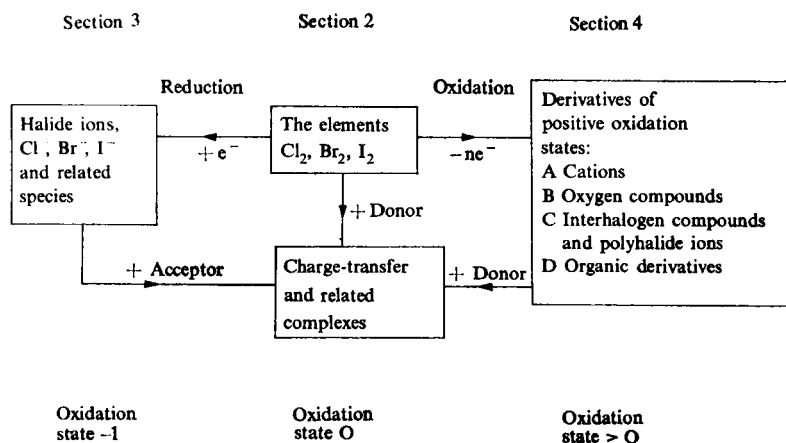 Section 3
Section 2
Section 4
Reduction
Oxidation
Halide ions,
Cl⁻, Br⁻, I⁻
and related
species
+e⁻
The elements
Cl₂, Br₂, I₂
−ne⁻
Derivatives of
positive oxidation
states:
A Cations
B Oxygen compounds
C Interhalogen compounds
and polyhalide ions
D Organic derivatives
+ Donor
+ Acceptor
Charge-transfer
and related
complexes
+ Donor
Oxidation
state −1
Oxidation
state O
Oxidation
state > O